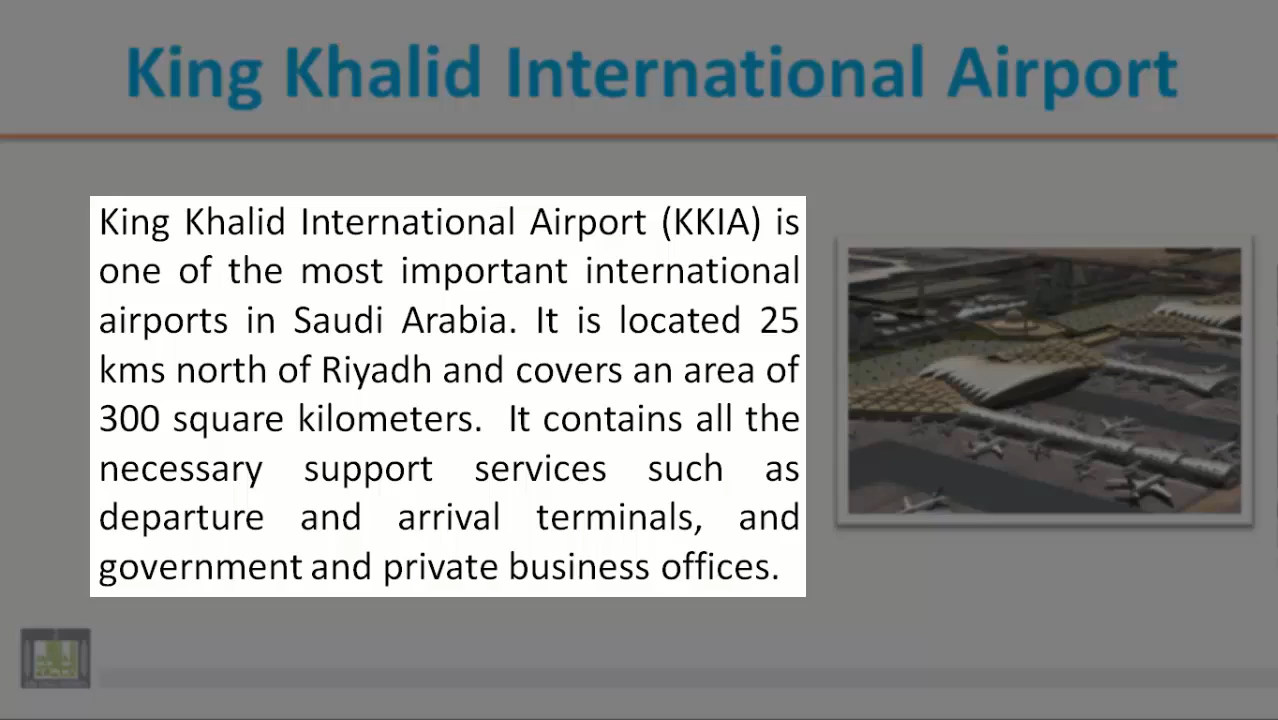 King Khalid International Airport
King Khalid International Airport (KKIA) is
one of the most important international
airports in Saudi Arabia. It is located 25
kms north of Riyadh and covers an area of
300 square kilometers.  It contains all the
necessary support services such as
departure and arrival terminals, and
government and private business offices.